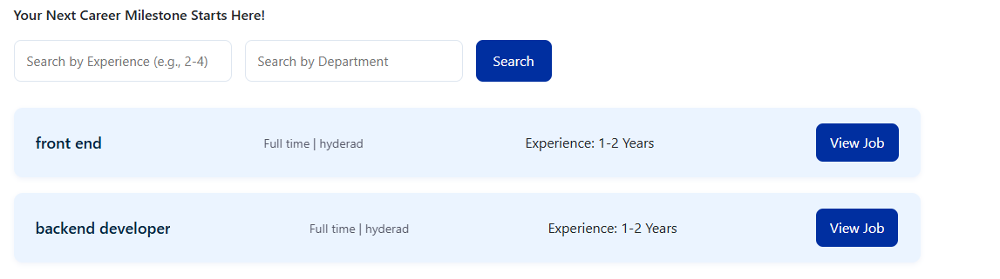 Your Next Career Milestone Starts Here!
Search by Experience (e.g., 2-4) Search by Department Search
front end Full time | hyderad Experience: 1-2 Years View Job
backend developer Full time | hyderad Experience: 1-2 Years View Job